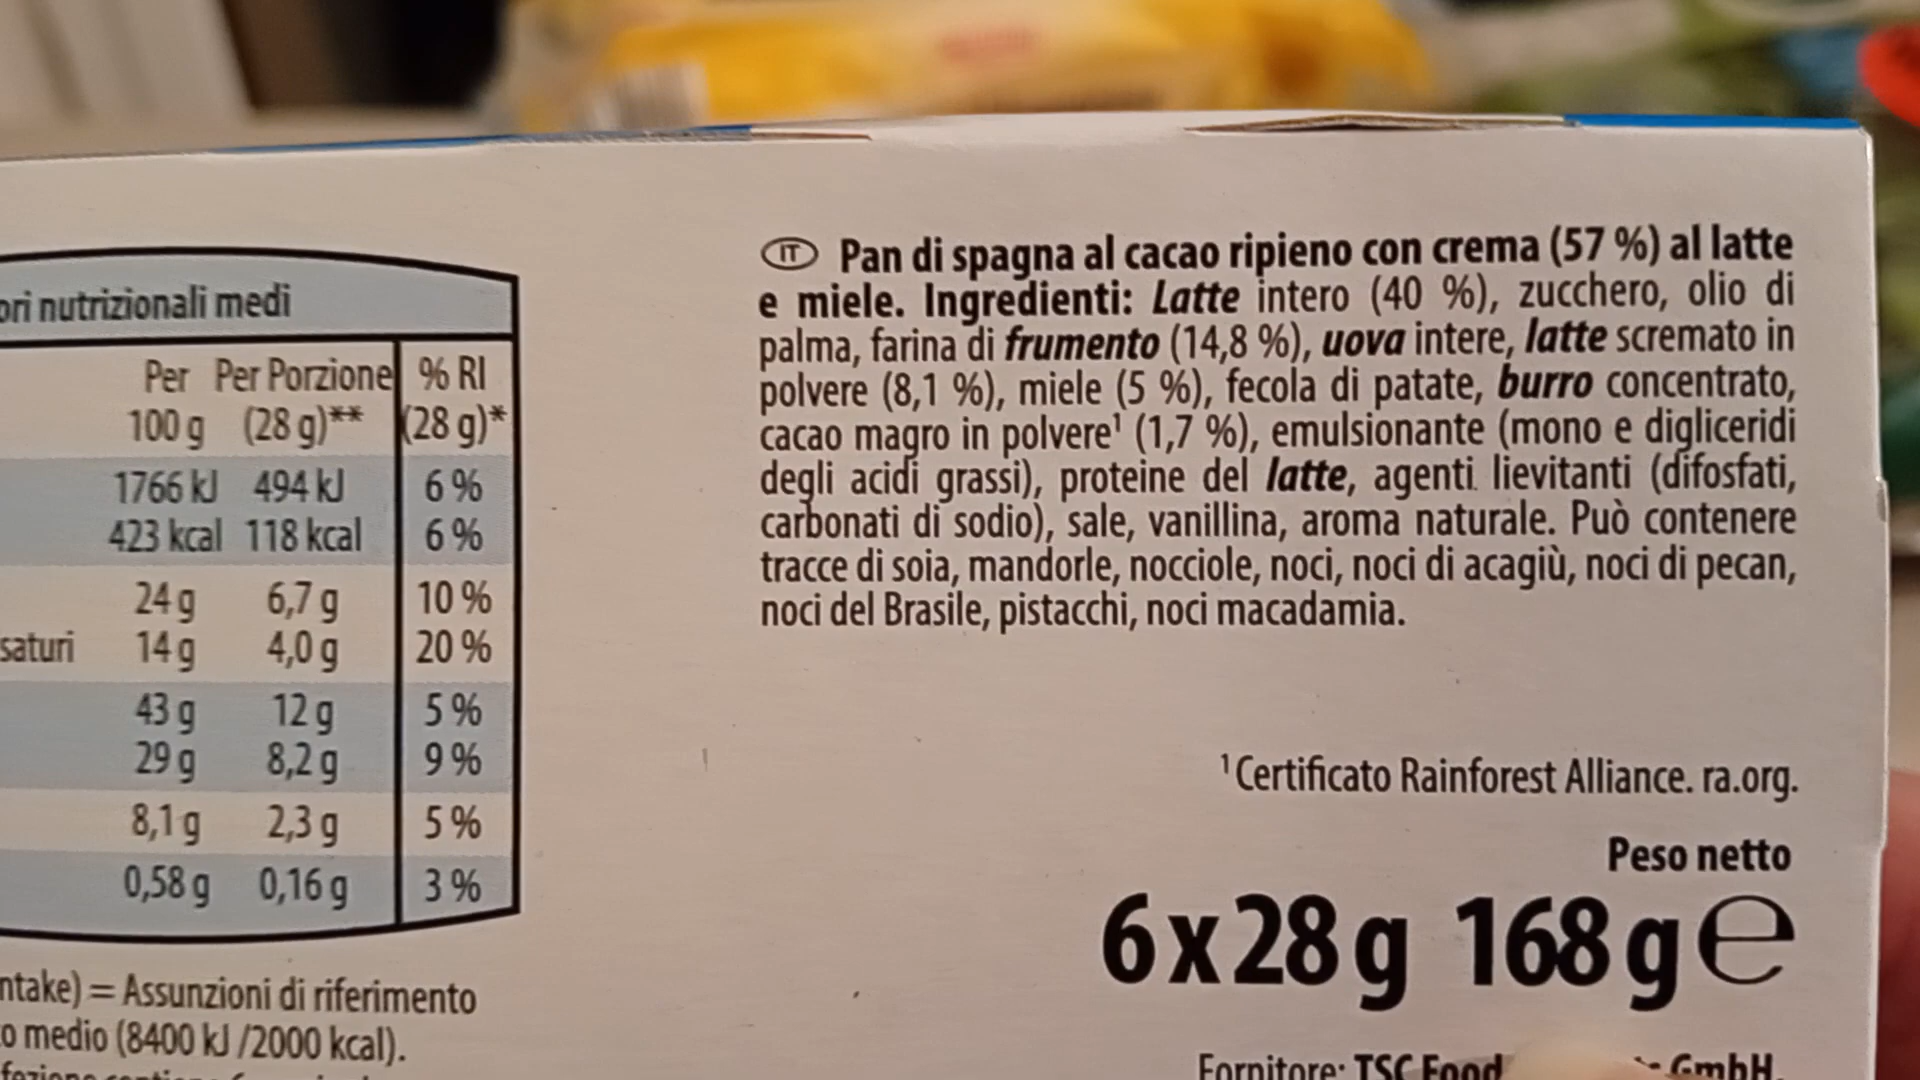 ori nutrizionali medi
Per Per Porzione % RI
100 g (28 g)** (28 g)*
1766 kJ 494 kJ 6 %
423 kcal 118 kcal 6 %
24 g 6,7 g 10 %
saturi 14 g 4,0 g 20 %
43 g 12 g 5 %
29 g 8,2 g 9 %
8,1 g 2,3 g 5 %
0,58 g 0,16 g 3 %
ntake) = Assunzioni di riferimento
o medio (8400 kJ /2000 kcal).
IT Pan di spagna al cacao ripieno con crema (57 %) al latte
e miele. Ingredienti: Latte intero (40 %), zucchero, olio di
palma, farina di frumento (14,8 %), uova intere, latte scremato in
polvere (8,1 %), miele (5 %), fecola di patate, burro concentrato,
cacao magro in polvere¹ (1,7 %), emulsionante (mono e digliceridi
degli acidi grassi), proteine del latte, agenti lievitanti (difosfati,
carbonati di sodio), sale, vanillina, aroma naturale. Può contenere
tracce di soia, mandorle, nocciole, noci, noci di acagiù, noci di pecan,
noci del Brasile, pistacchi, noci macadamia.
¹Certificato Rainforest Alliance. ra.org.
Peso netto
6x28g 168 g e
Fornitore: TSC Food GmbH